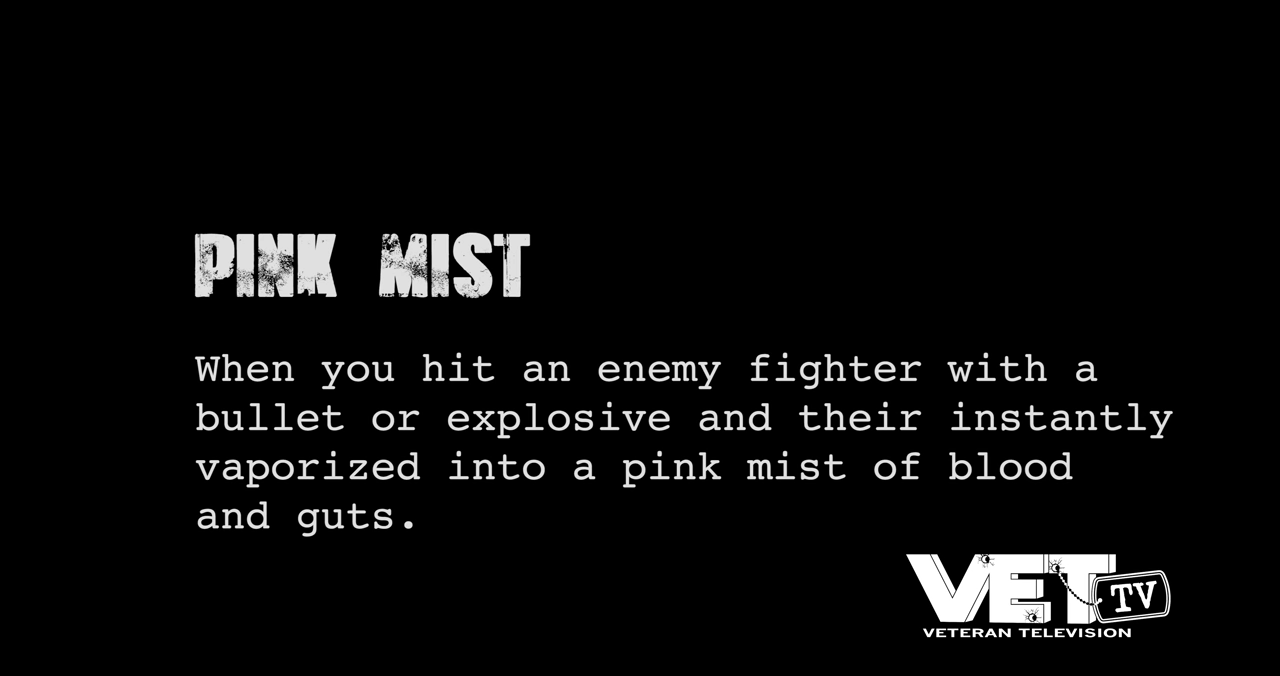 PINK MIST
When you hit an enemy fighter with a
bullet or explosive and their instantly
vaporized into a pink mist of blood
and guts.
VET TV
VETERAN TELEVISION